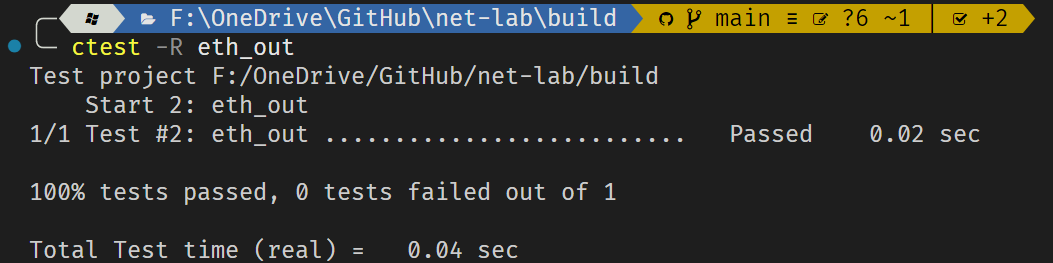 F:\OneDrive\GitHub\net-lab\build main ≡ ?6 ~1 | +2
ctest -R eth_out
Test project F:/OneDrive/GitHub/net-lab/build
    Start 2: eth_out
1/1 Test #2: eth_out ..........................   Passed    0.02 sec

100% tests passed, 0 tests failed out of 1

Total Test time (real) =   0.04 sec